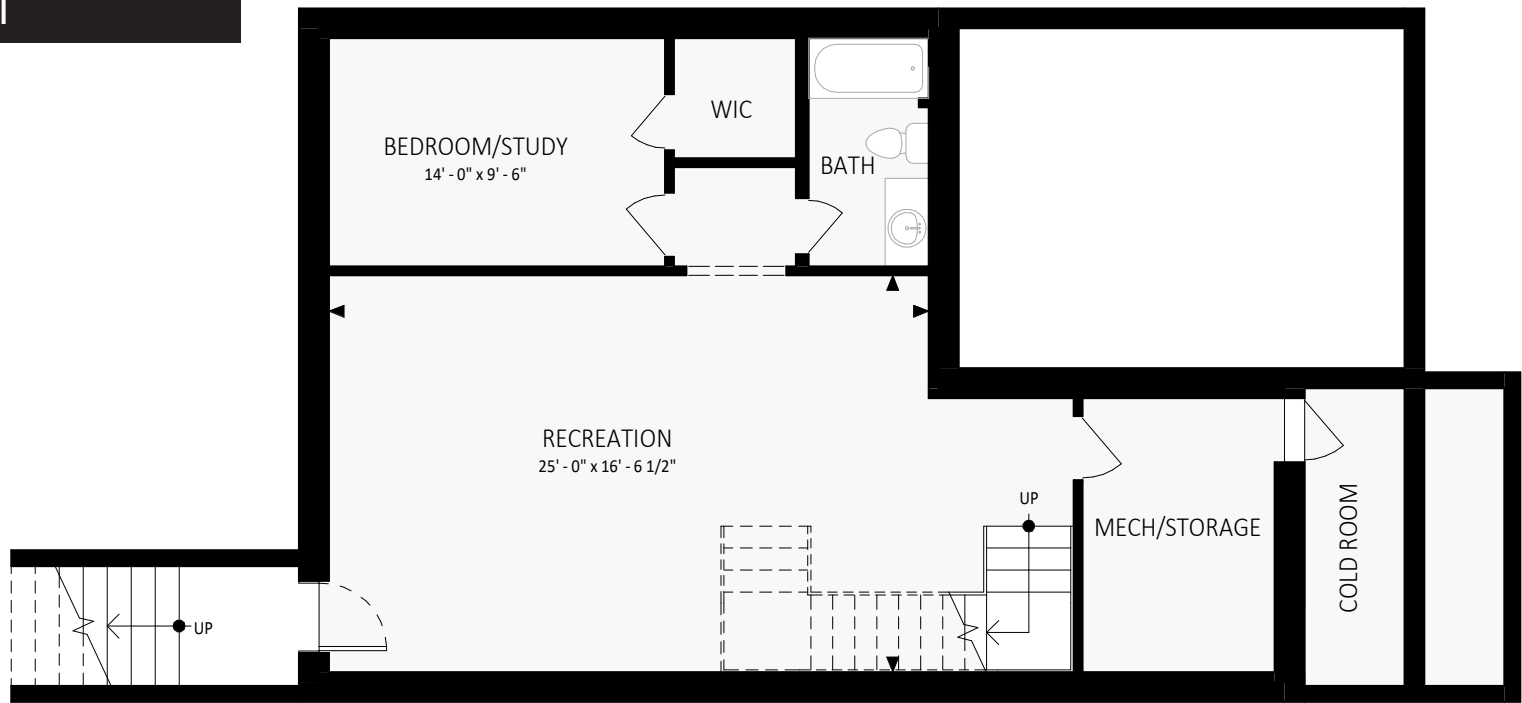 WIC
BEDROOM/STUDY
14' - 0" x 9' - 6"
BATH
RECREATION
25' - 0" x 16' - 6 1/2"
UP
MECH/STORAGE
COLD ROOM
UP